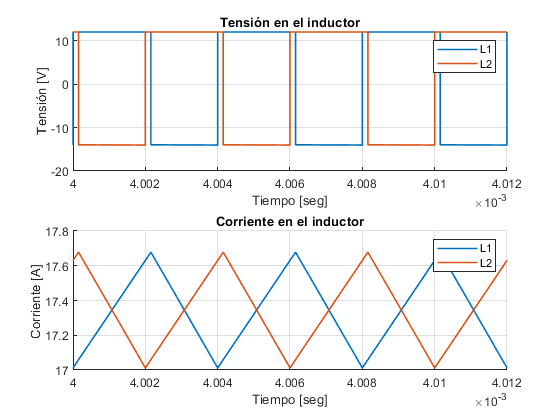 Tensión en el inductor
Tensión [V]
10
0
-10
-20
L1
L2
4 4.002 4.004 4.006 4.008 4.01 4.012
Tiempo [seg]
×10⁻³
Corriente en el inductor
Corriente [A]
17.8
17.6
17.4
17.2
17
L1
L2
4 4.002 4.004 4.006 4.008 4.01 4.012
Tiempo [seg]
×10⁻³